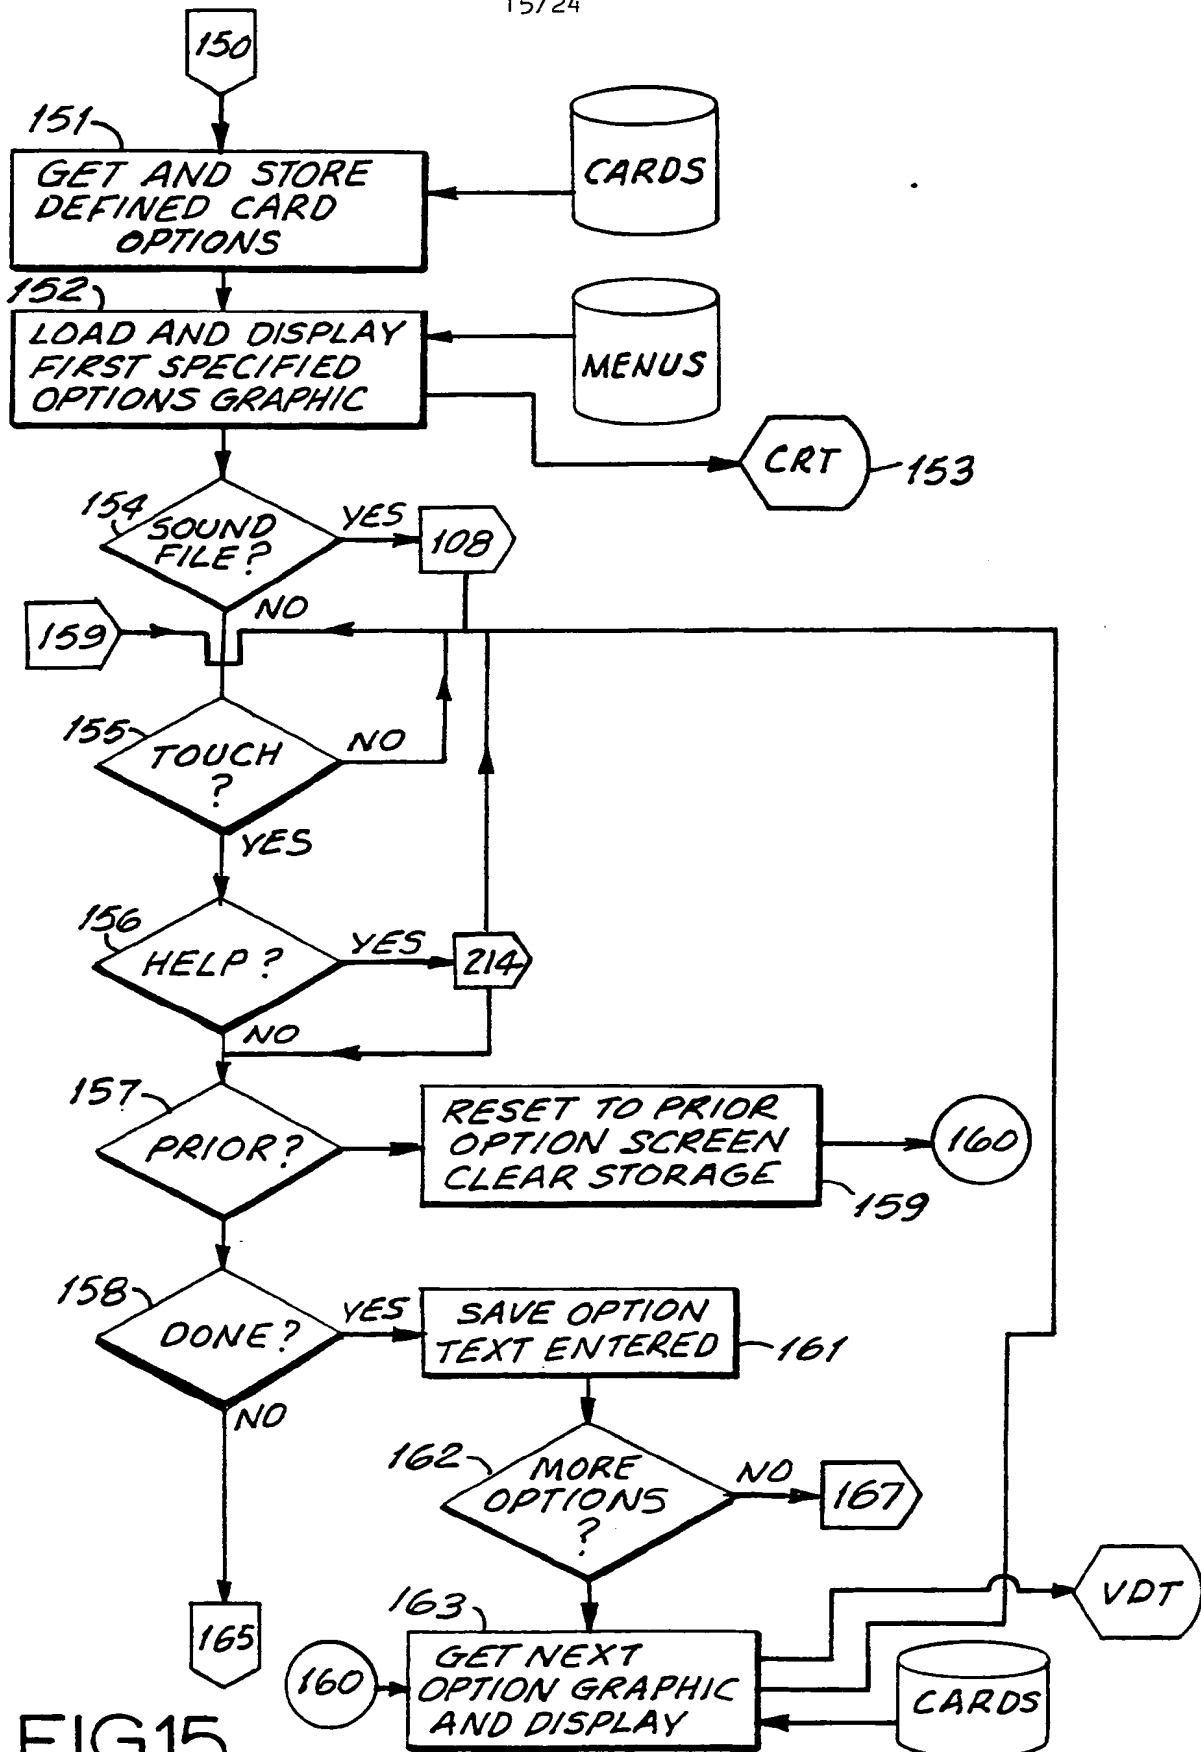 15/24
150
151
GET AND STORE
DEFINED CARD
OPTIONS
CARDS
152
LOAD AND DISPLAY
FIRST SPECIFIED
OPTIONS GRAPHIC
MENUS
CRT
153
154
SOUND
FILE?
YES
108
NO
159
155
TOUCH
?
NO
YES
156
HELP?
YES
214
NO
157
PRIOR?
RESET TO PRIOR
OPTION SCREEN
CLEAR STORAGE
160
159
158
DONE?
YES
SAVE OPTION
TEXT ENTERED
161
NO
162
MORE
OPTIONS
?
NO
167
VDT
163
165
160
GET NEXT
OPTION GRAPHIC
AND DISPLAY
CARDS
FIG15